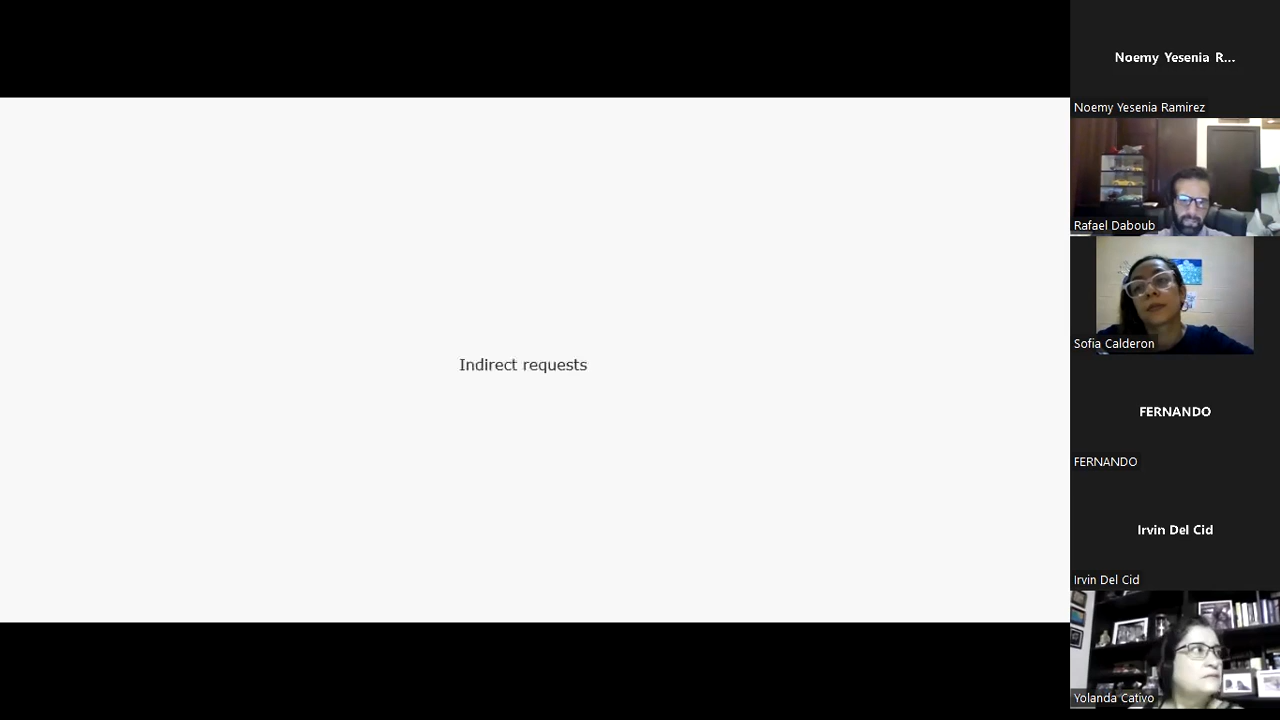 Indirect requests
Noemy Yesenia R...
Noemy Yesenia Ramirez
Rafael Daboub
Sofia Calderon
FERNANDO
FERNANDO
Irvin Del Cid
Irvin Del Cid
Yolanda Cativo